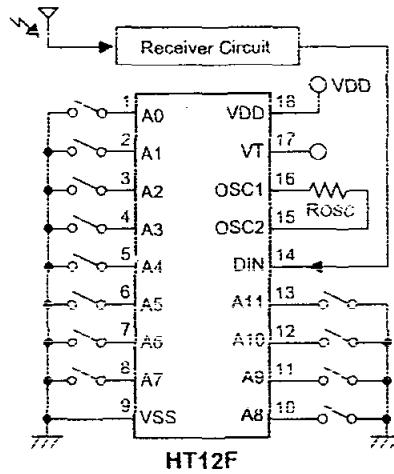 Receiver Circuit
1 A0
2 A1
3 A2
4 A3
5 A4
6 A5
7 A6
8 A7
9 VSS
VDD 18 VDD
VT 17
OSC1 16
ROSC
OSC2 15
DIN 14
A11 13
A10 12
A9 11
A8 10
HT12F